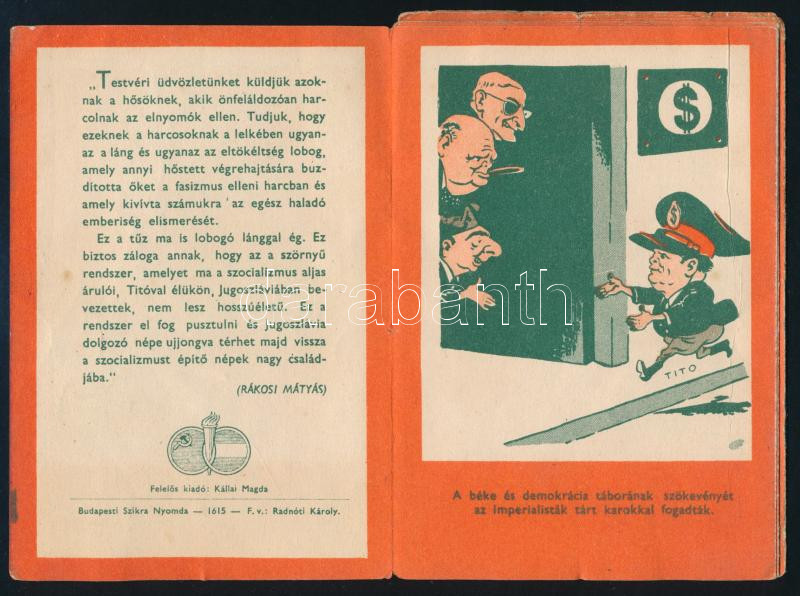 „Testvéri üdvözletünket küldjük azok-
nak a hősöknek, akik önfeláldozóan har-
colnak az elnyomók ellen. Tudjuk, hogy
ezeknek a harcosoknak a lelkében ugyan-
az a láng és ugyanaz az eltökéltség lobog,
amely annyi hőstett végrehajtására buz-
dította őket a fasizmus elleni harcban és
amely kivívta számukra az egész haladó
emberiség elismerését.
Ez a tűz ma is lobogó lánggal ég. Ez
biztos záloga annak, hogy az a szörnyű
rendszer, amelyet ma a szocializmus aljas
árulói, Titóval élükön, Jugoszláviában be-
vezettek, nem lesz hosszúéletű. Ez a
rendszer el fog pusztulni és Jugoszlávia
dolgozó népe ujjongva térhet majd vissza
a szocializmust építő népek nagy család-
jába.“
(RÁKOSI MÁTYÁS)
Felelős kiadó: Kállai Magda
Budapesti Szikra Nyomda — 1615 — F. v.: Radnóti Károly.
$
$
TITO
A béke és demokrácia táborának szökevényét
az imperialisták tárt karokkal fogadták.
darabanth